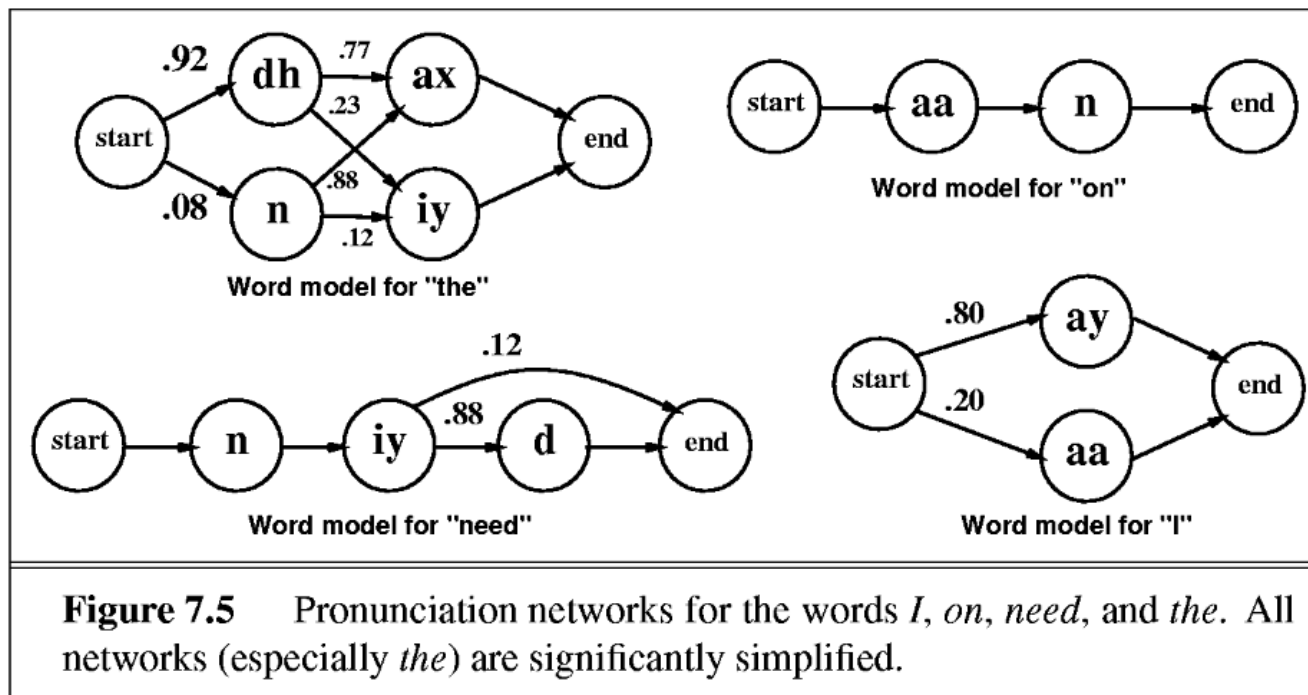 .92
dh
.77
ax
.23
start
end
.08
n
.88
iy
.12
Word model for "the"
start
aa
n
end
Word model for "on"
.12
start
n
iy
.88
d
end
Word model for "need"
.80
ay
start
end
.20
aa
Word model for "I"
Figure 7.5 Pronunciation networks for the words I, on, need, and the. All
networks (especially the) are significantly simplified.